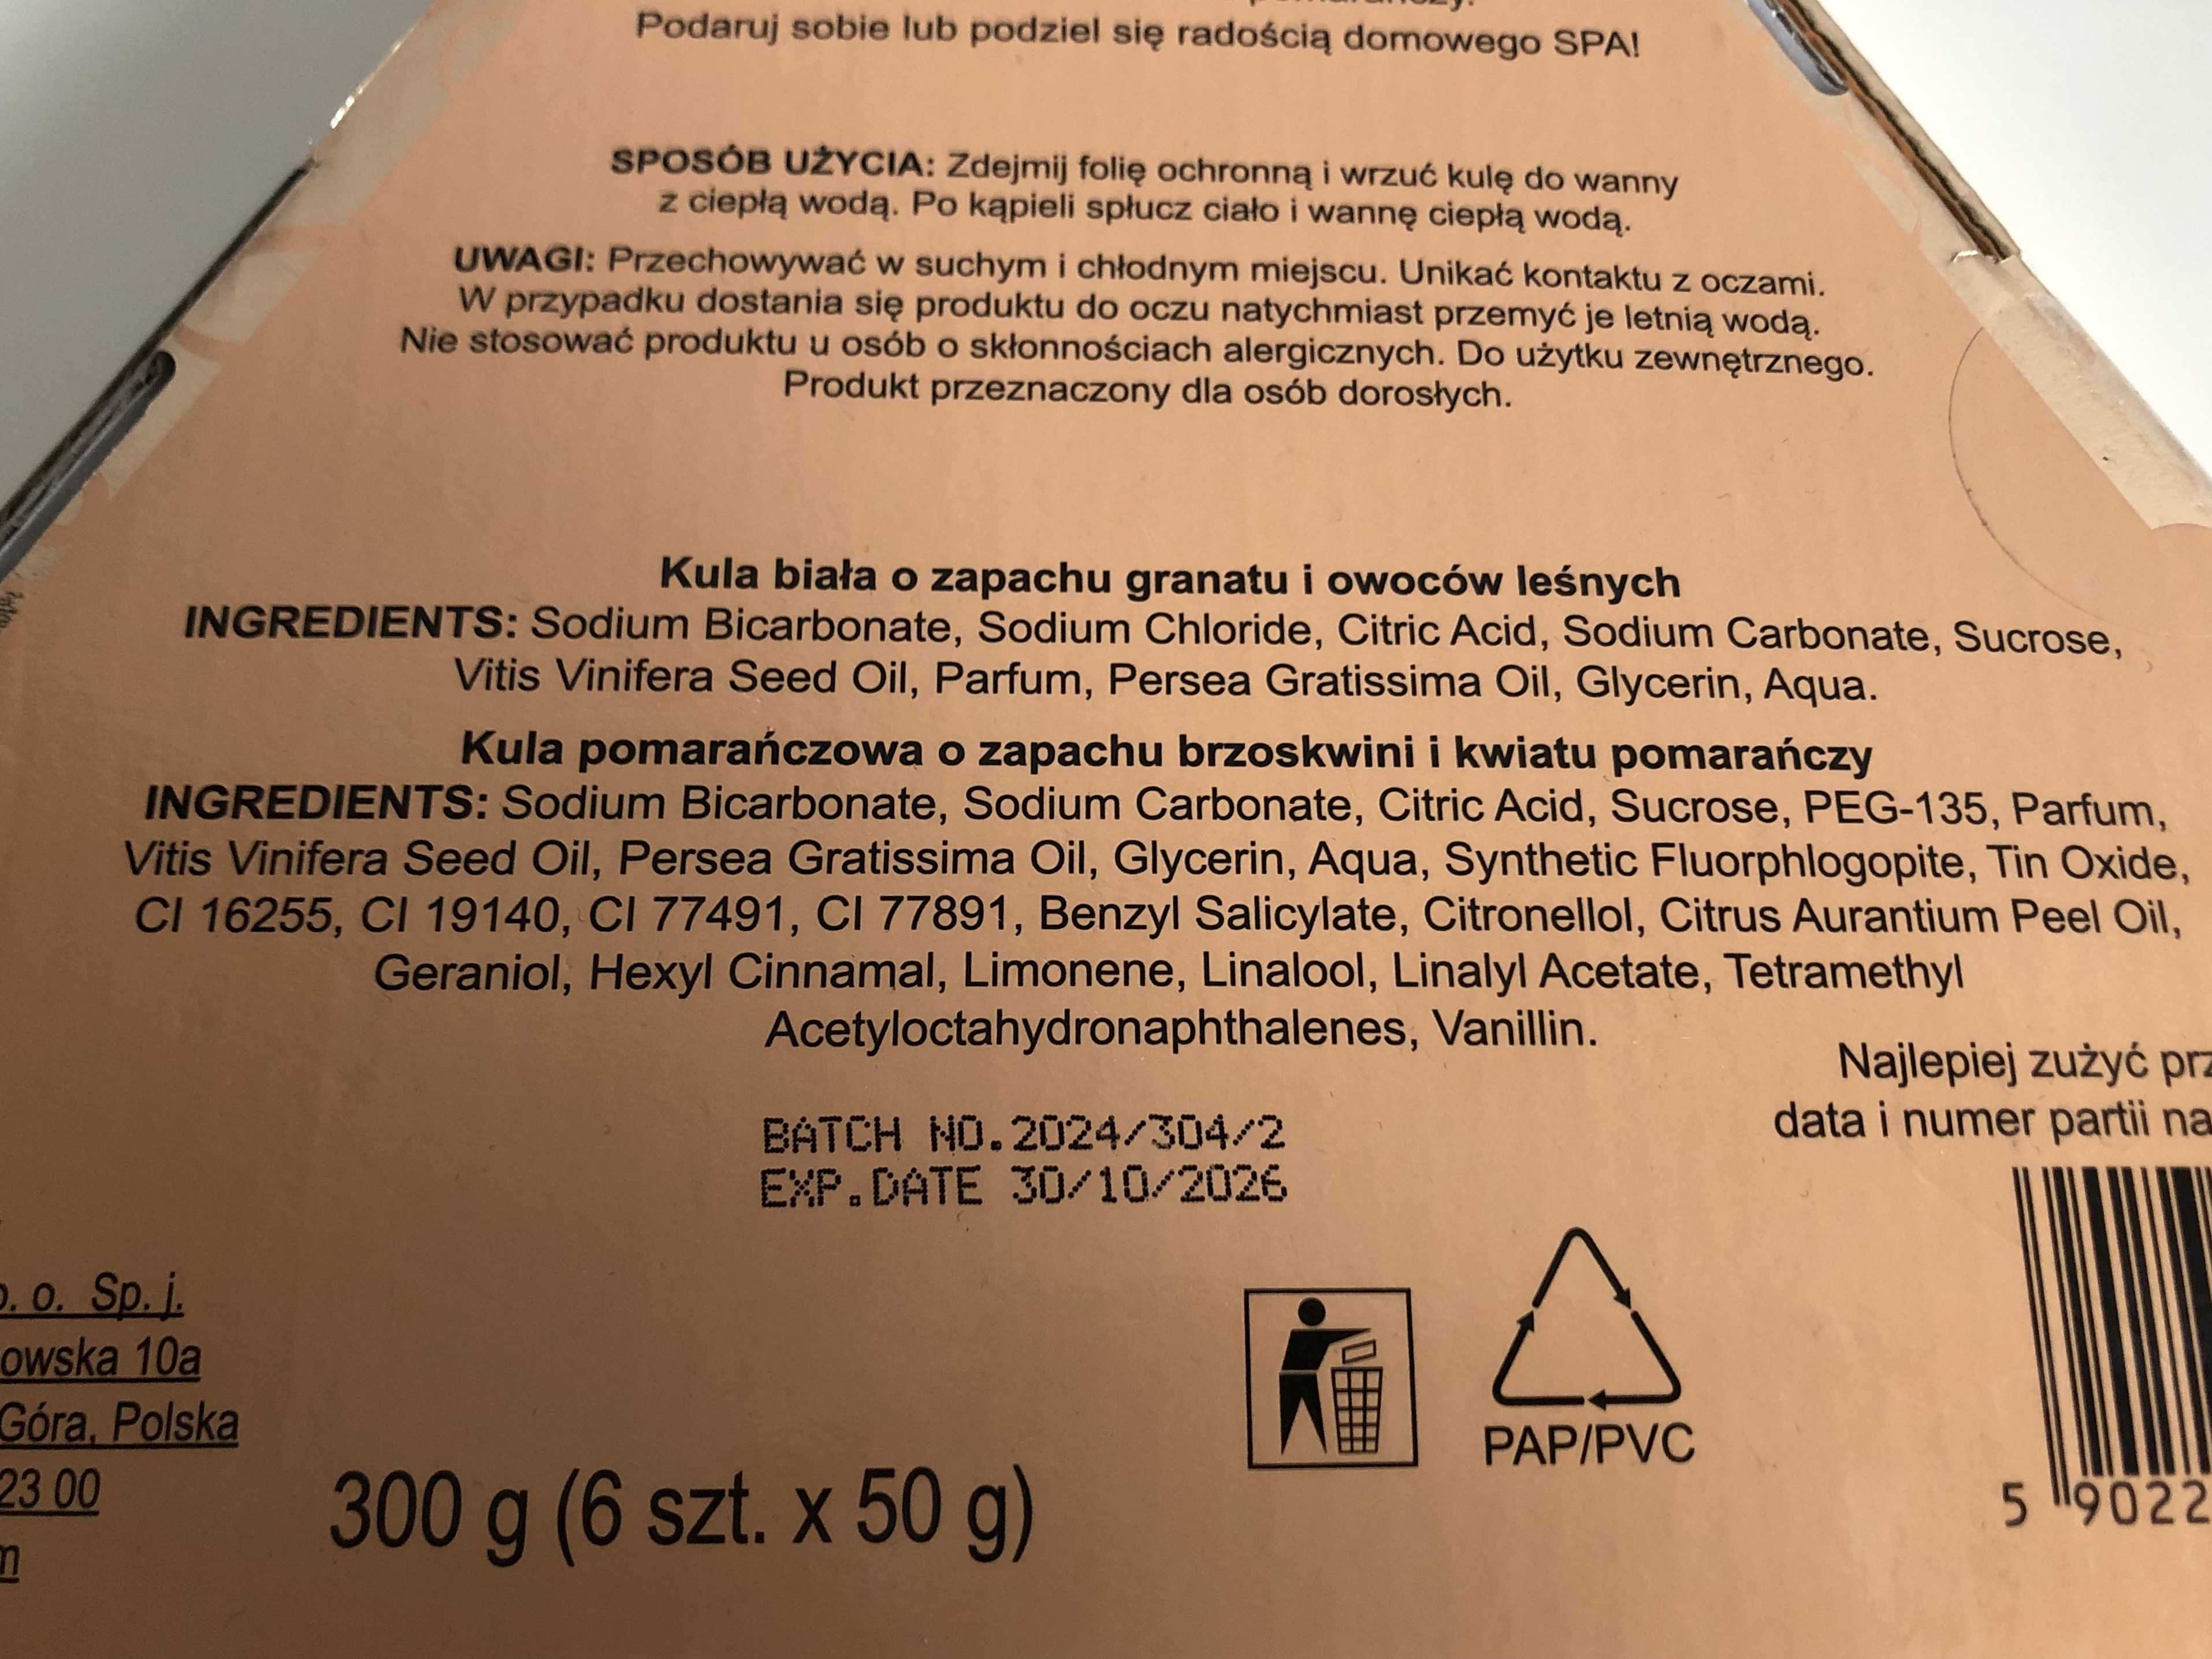 Podaruj sobie lub podziel się radością domowego SPA!
SPOSÓB UŻYCIA: Zdejmij folię ochronną i wrzuć kulę do wanny
z ciepłą wodą. Po kąpieli spłucz ciało i wannę ciepłą wodą.
UWAGI: Przechowywać w suchym i chłodnym miejscu. Unikać kontaktu z oczami.
W przypadku dostania się produktu do oczu natychmiast przemyć je letnią wodą.
Nie stosować produktu u osób o skłonnościach alergicznych. Do użytku zewnętrznego.
Produkt przeznaczony dla osób dorosłych.
Kula biała o zapachu granatu i owoców leśnych
INGREDIENTS: Sodium Bicarbonate, Sodium Chloride, Citric Acid, Sodium Carbonate, Sucrose,
Vitis Vinifera Seed Oil, Parfum, Persea Gratissima Oil, Glycerin, Aqua.
Kula pomarańczowa o zapachu brzoskwini i kwiatu pomarańczy
INGREDIENTS: Sodium Bicarbonate, Sodium Carbonate, Citric Acid, Sucrose, PEG-135, Parfum,
Vitis Vinifera Seed Oil, Persea Gratissima Oil, Glycerin, Aqua, Synthetic Fluorphlogopite, Tin Oxide,
CI 16255, CI 19140, CI 77491, CI 77891, Benzyl Salicylate, Citronellol, Citrus Aurantium Peel Oil,
Geraniol, Hexyl Cinnamal, Limonene, Linalool, Linalyl Acetate, Tetramethyl
Acetyloctahydronaphthalenes, Vanillin.
Najlepiej zużyć prz
data i numer partii na
BATCH NO.2024/304/2
EXP.DATE 30/10/2026
. o. Sp. j.
owska 10a
Góra, Polska
23 00
m
300 g (6 szt. x 50 g)
PAP/PVC
5 9022